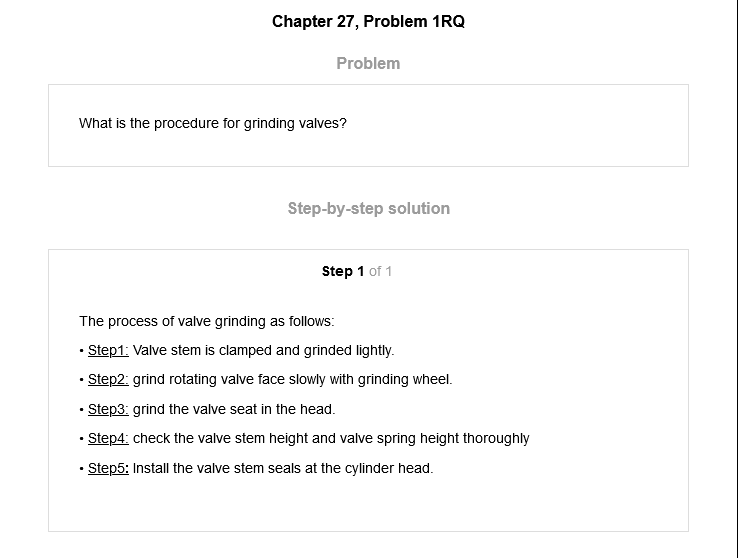 Chapter 27, Problem 1RQ
Problem
What is the procedure for grinding valves?
Step-by-step solution
Step 1 of 1
The process of valve grinding as follows:
• Step1: Valve stem is clamped and grinded lightly.
• Step2: grind rotating valve face slowly with grinding wheel.
• Step3: grind the valve seat in the head.
• Step4: check the valve stem height and valve spring height thoroughly
• Step5: Install the valve stem seals at the cylinder head.